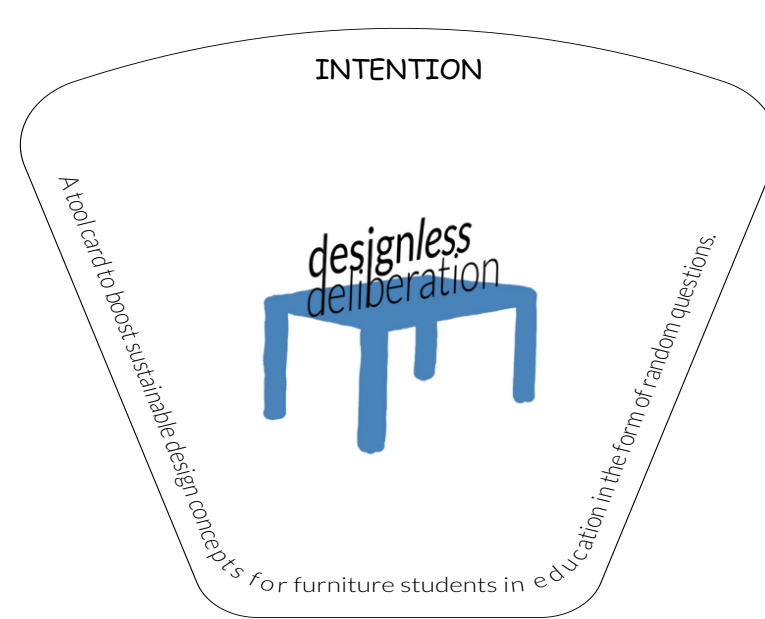 INTENTION
designless
deliberation
A tool card to boost sustainable design concepts for furniture students in education in the form of random questions.